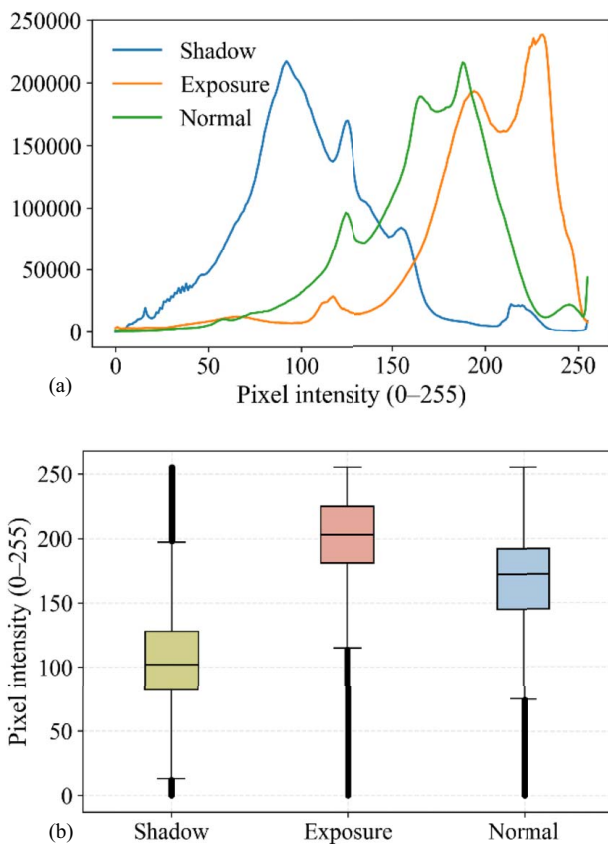 250000
200000
150000
100000
50000
0
Shadow
Exposure
Normal
0 50 100 150 200 250
(a)
Pixel intensity (0–255)
Pixel intensity (0–255)
250
200
150
100
50
0
(b)
Shadow Exposure Normal